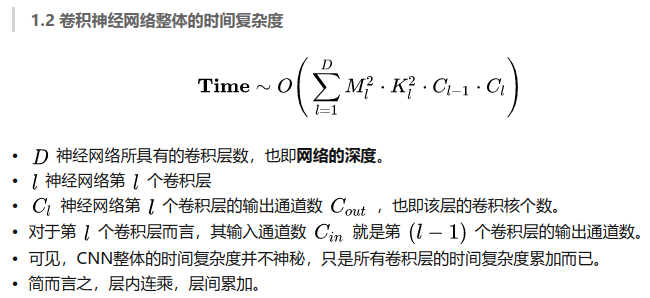 1.2 卷积神经网络整体的时间复杂度
Time ~ O( \sum_{l=1}^{D} M_l^2 · K_l^2 · C_{l-1} · C_l )
• D 神经网络所具有的卷积层数，也即网络的深度。
• l 神经网络第 l 个卷积层
• C_l 神经网络第 l 个卷积层的输出通道数 C_{out} ，也即该层的卷积核个数。
• 对于第 l 个卷积层而言，其输入通道数 C_{in} 就是第 (l − 1) 个卷积层的输出通道数。
• 可见，CNN整体的时间复杂度并不神秘，只是所有卷积层的时间复杂度累加而已。
• 简而言之，层内连乘，层间累加。